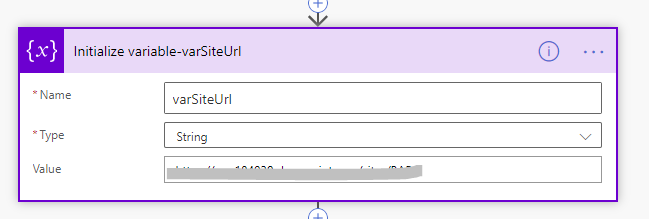 {x} Initialize variable-varSiteUrl
* Name varSiteUrl
* Type String
Value